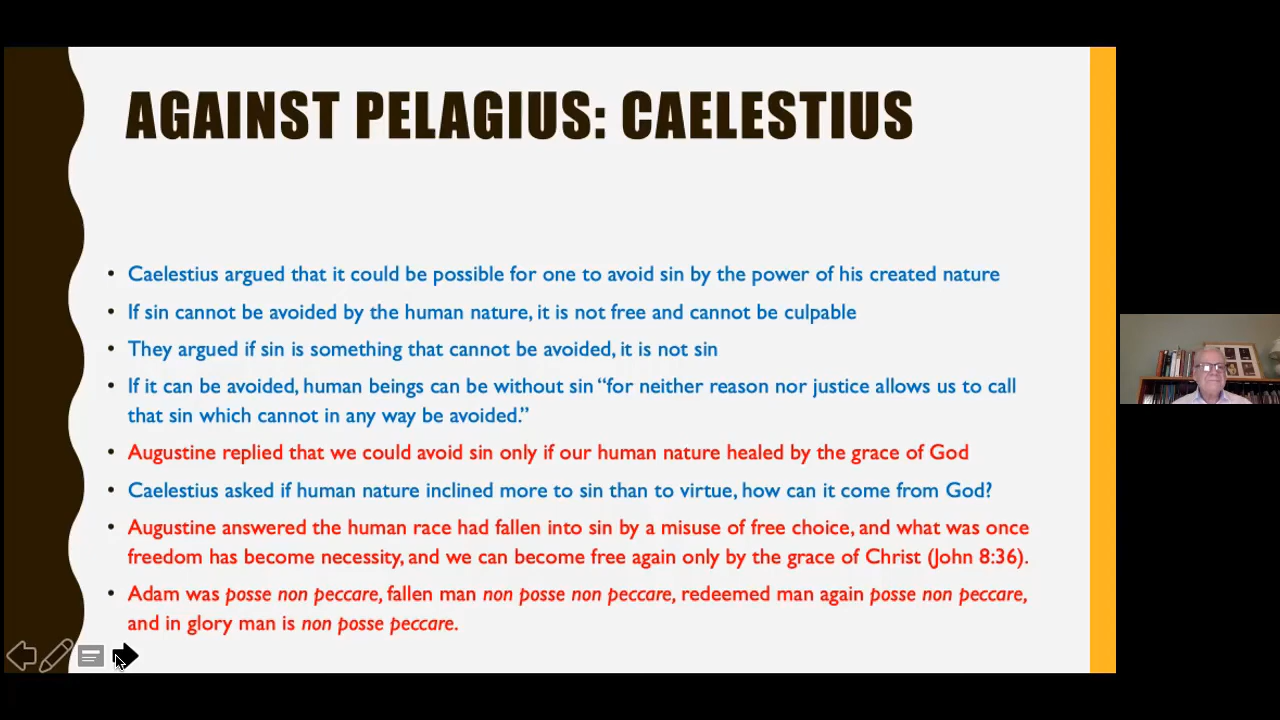 AGAINST PELAGIUS: CAELESTIUS
• Caelestius argued that it could be possible for one to avoid sin by the power of his created nature
• If sin cannot be avoided by the human nature, it is not free and cannot be culpable
• They argued if sin is something that cannot be avoided, it is not sin
• If it can be avoided, human beings can be without sin “for neither reason nor justice allows us to call
that sin which cannot in any way be avoided.”
• Augustine replied that we could avoid sin only if our human nature healed by the grace of God
• Caelestius asked if human nature inclined more to sin than to virtue, how can it come from God?
• Augustine answered the human race had fallen into sin by a misuse of free choice, and what was once
freedom has become necessity, and we can become free again only by the grace of Christ (John 8:36).
• Adam was posse non peccare, fallen man non posse non peccare, redeemed man again posse non peccare,
and in glory man is non posse peccare.